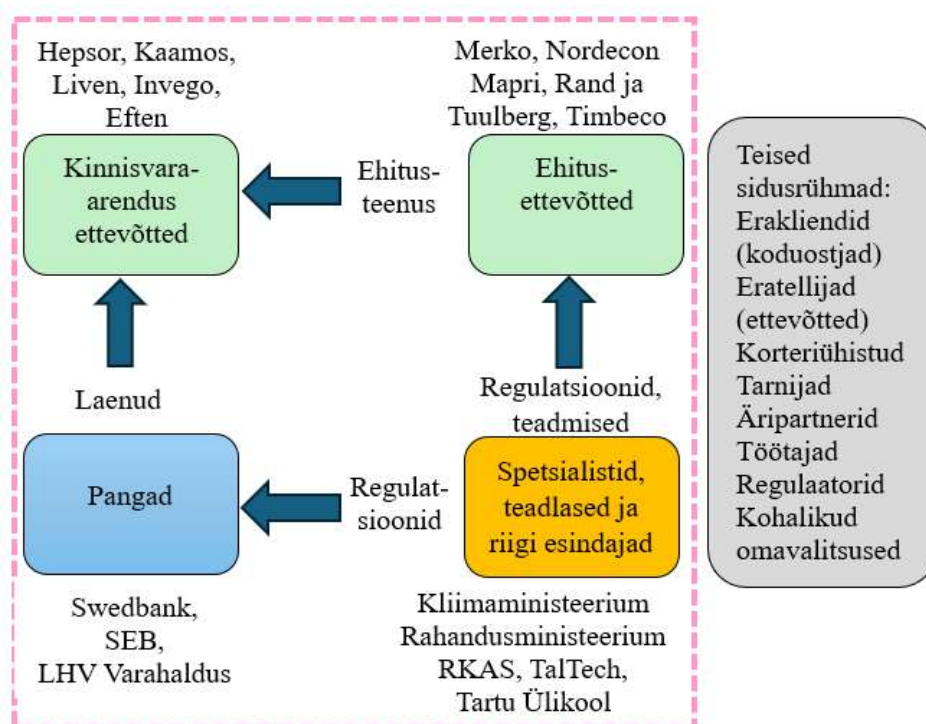 Hepsor, Kaamos,
Liven, Invego,
Eften
Merko, Nordecon
Mapri, Rand ja
Tuulberg, Timbeco
Kinnisvara-
arendus
ettevõtted
Ehitus-
teenus
Ehitus-
ettevõtted
Laenud
Regulatsioonid,
teadmised
Pangad
Regulat-
sioonid
Spetsialistid,
teadlased ja
riigi esindajad
Swedbank,
SEB,
LHV Varahaldus
Kliimaministeerium
Rahandusministeerium
RKAS, TalTech,
Tartu Ülikool
Teised
sidusrühmad:
Erakliendid
(koduostjad)
Eratellijad
(ettevõtted)
Korteriühistud
Tarnijad
Äripartnerid
Töötajad
Regulaatorid
Kohalikud
omavalitsused